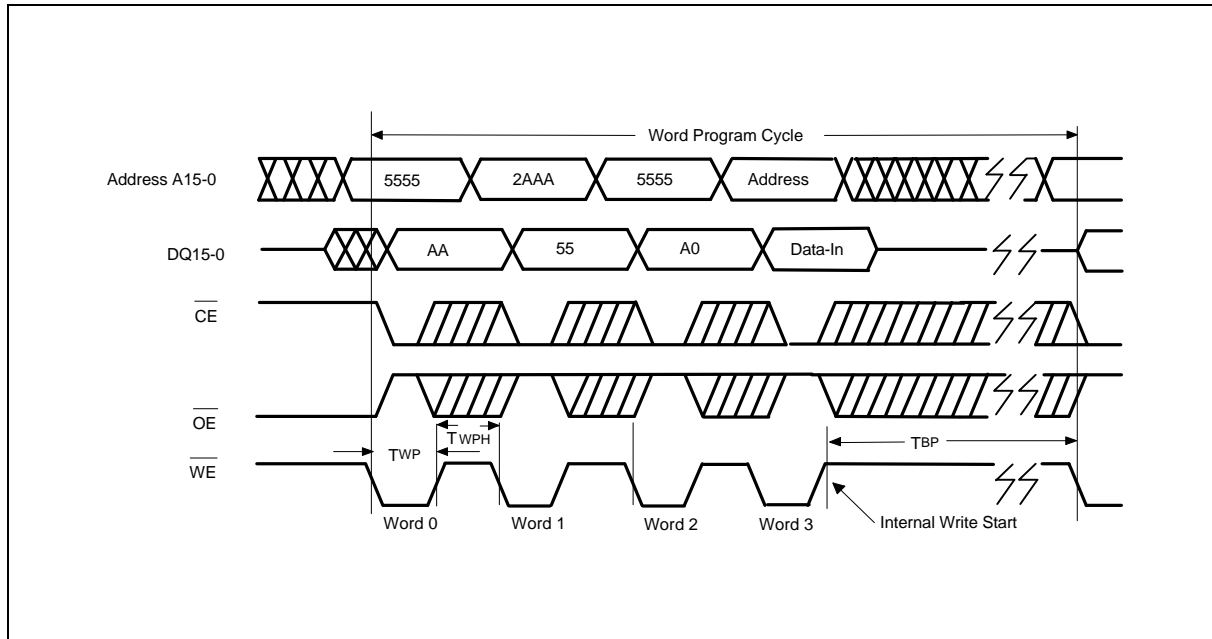 Word Program Cycle
Address A15-0 5555 2AAA 5555 Address
DQ15-0 AA 55 A0 Data-In
CE
OE
TWPH
TWP TBP
WE
Word 0 Word 1 Word 2 Word 3 Internal Write Start